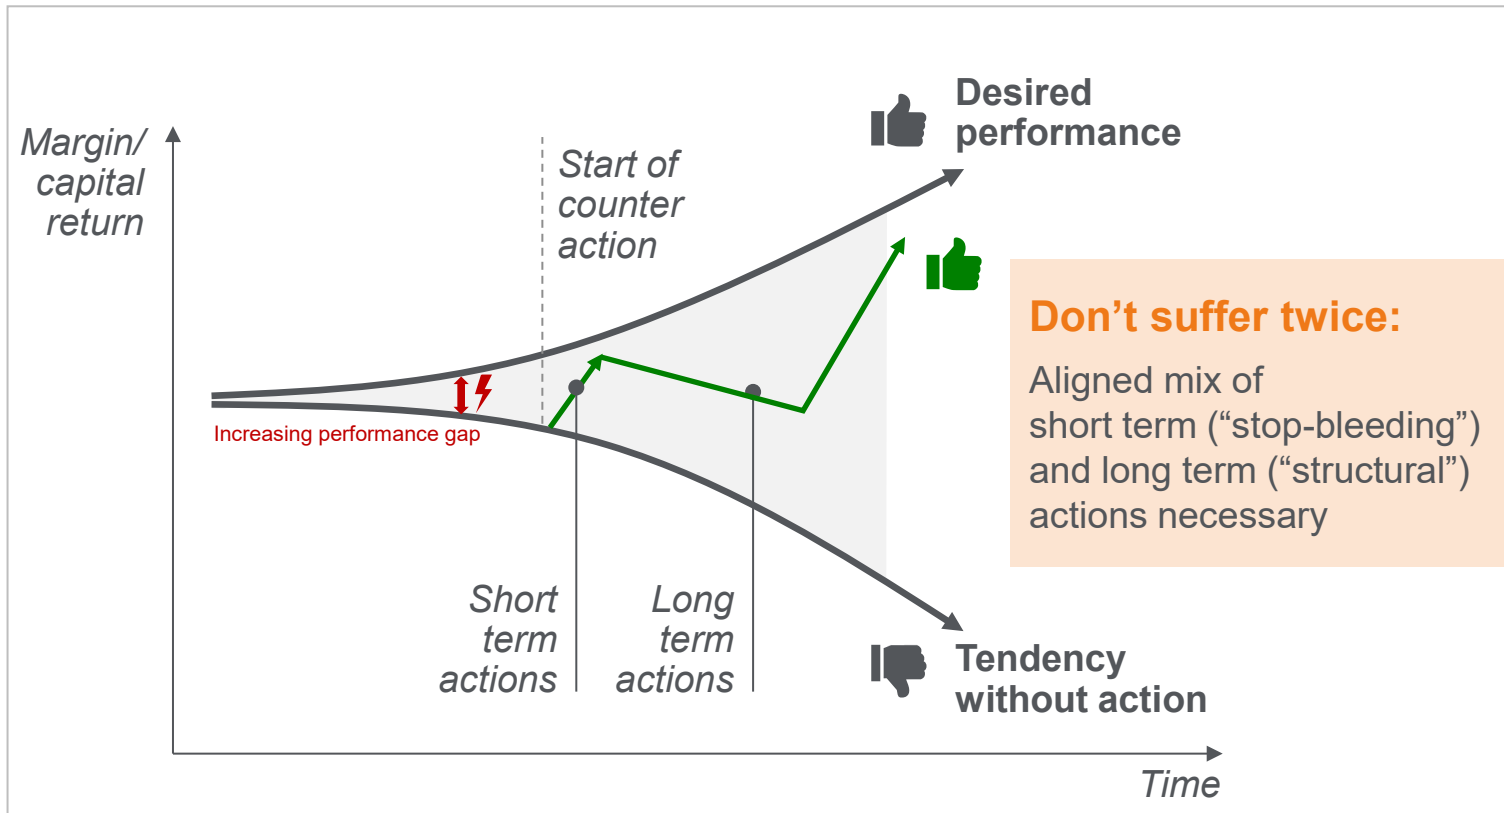 Margin/
capital
return
Start of
counter
action
Desired
performance
Increasing performance gap
Don’t suffer twice:
Aligned mix of
short term (“stop-bleeding”)
and long term (“structural”)
actions necessary
Short
term
actions
Long
term
actions
Tendency
without action
Time